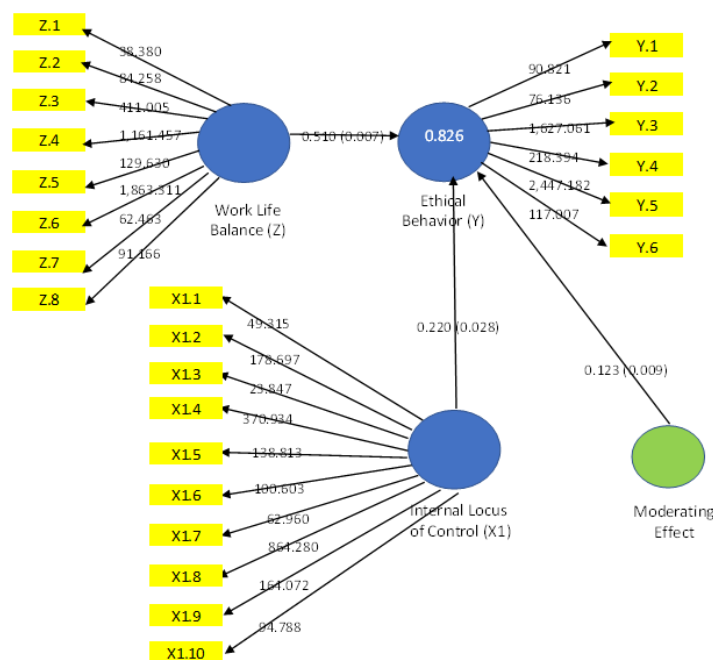 Z.1
Z.2
Z.3
Z.4
Z.5
Z.6
Z.7
Z.8
38.380
84.258
411.005
1,161.457
129.630
1,863.311
62.463
91.166
Work Life
Balance (Z)
0.510 (0.007)
0.826
Ethical
Behavior (Y)
90.821
76.136
1,627.061
218.394
2,447.182
117.007
Y.1
Y.2
Y.3
Y.4
Y.5
Y.6
X1.1
X1.2
X1.3
X1.4
X1.5
X1.6
X1.7
X1.8
X1.9
X1.10
49.315
178.697
23.847
370.934
138.813
100.603
62.960
864.280
164.072
94.788
0.220 (0.028)
0.123 (0.009)
Internal Locus
of Control (X1)
Moderating
Effect